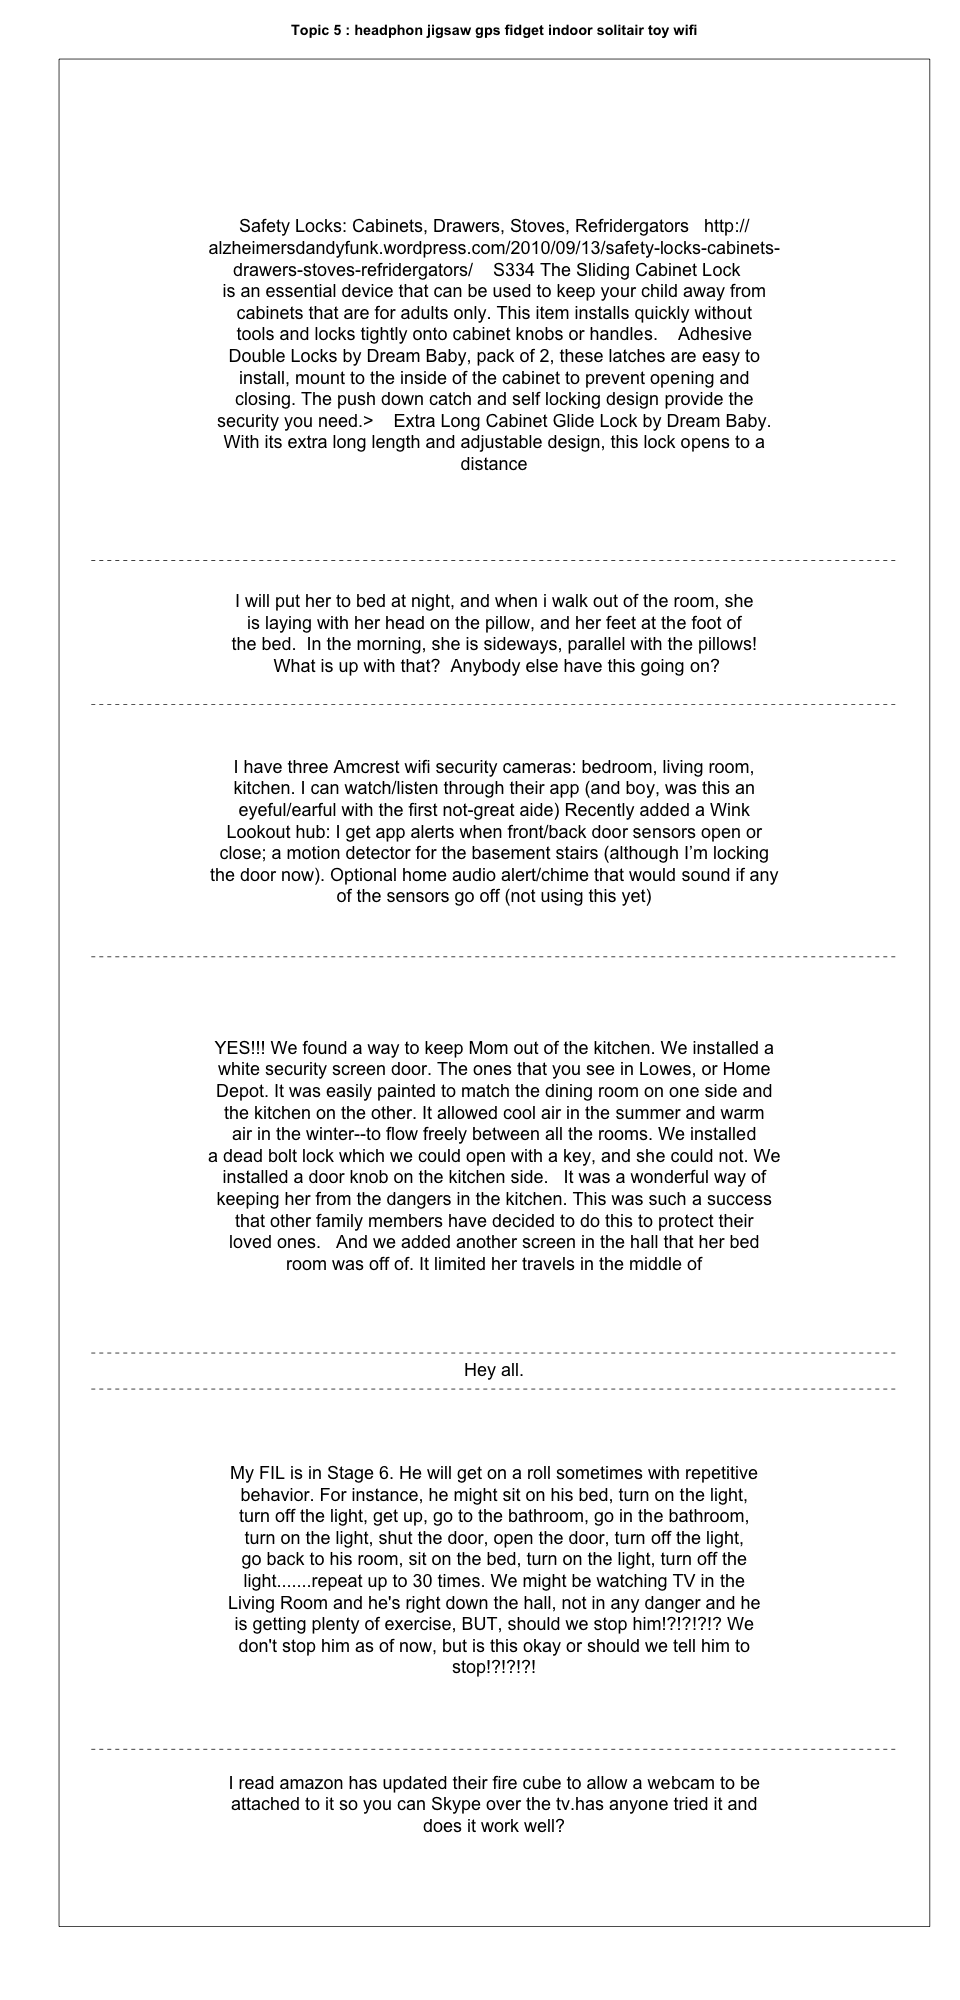 Topic 5 : headphon jigsaw gps fidget indoor solitair toy wifi
Safety Locks: Cabinets, Drawers, Stoves, Refridergators   http://
alzheimersdandyfunk.wordpress.com/2010/09/13/safety-locks-cabinets-
drawers-stoves-refridergators/    S334 The Sliding Cabinet Lock
is an essential device that can be used to keep your child away from
cabinets that are for adults only. This item installs quickly without
tools and locks tightly onto cabinet knobs or handles.    Adhesive
Double Locks by Dream Baby, pack of 2, these latches are easy to
install, mount to the inside of the cabinet to prevent opening and
closing. The push down catch and self locking design provide the
security you need.>    Extra Long Cabinet Glide Lock by Dream Baby.
With its extra long length and adjustable design, this lock opens to a
distance
I will put her to bed at night, and when i walk out of the room, she
is laying with her head on the pillow, and her feet at the foot of
the bed.  In the morning, she is sideways, parallel with the pillows!
What is up with that?  Anybody else have this going on?
I have three Amcrest wifi security cameras: bedroom, living room,
kitchen. I can watch/listen through their app (and boy, was this an
eyeful/earful with the first not-great aide) Recently added a Wink
Lookout hub: I get app alerts when front/back door sensors open or
close; a motion detector for the basement stairs (although I’m locking
the door now). Optional home audio alert/chime that would sound if any
of the sensors go off (not using this yet)
YES!!! We found a way to keep Mom out of the kitchen. We installed a
white security screen door. The ones that you see in Lowes, or Home
Depot. It was easily painted to match the dining room on one side and
the kitchen on the other. It allowed cool air in the summer and warm
air in the winter--to flow freely between all the rooms. We installed
a dead bolt lock which we could open with a key, and she could not. We
installed a door knob on the kitchen side.   It was a wonderful way of
keeping her from the dangers in the kitchen. This was such a success
that other family members have decided to do this to protect their
loved ones.   And we added another screen in the hall that her bed
room was off of. It limited her travels in the middle of
Hey all.
My FIL is in Stage 6. He will get on a roll sometimes with repetitive
behavior. For instance, he might sit on his bed, turn on the light,
turn off the light, get up, go to the bathroom, go in the bathroom,
turn on the light, shut the door, open the door, turn off the light,
go back to his room, sit on the bed, turn on the light, turn off the
light.......repeat up to 30 times. We might be watching TV in the
Living Room and he's right down the hall, not in any danger and he
is getting plenty of exercise, BUT, should we stop him!?!?!?!? We
don't stop him as of now, but is this okay or should we tell him to
stop!?!?!?!
I read amazon has updated their fire cube to allow a webcam to be
attached to it so you can Skype over the tv.has anyone tried it and
does it work well?